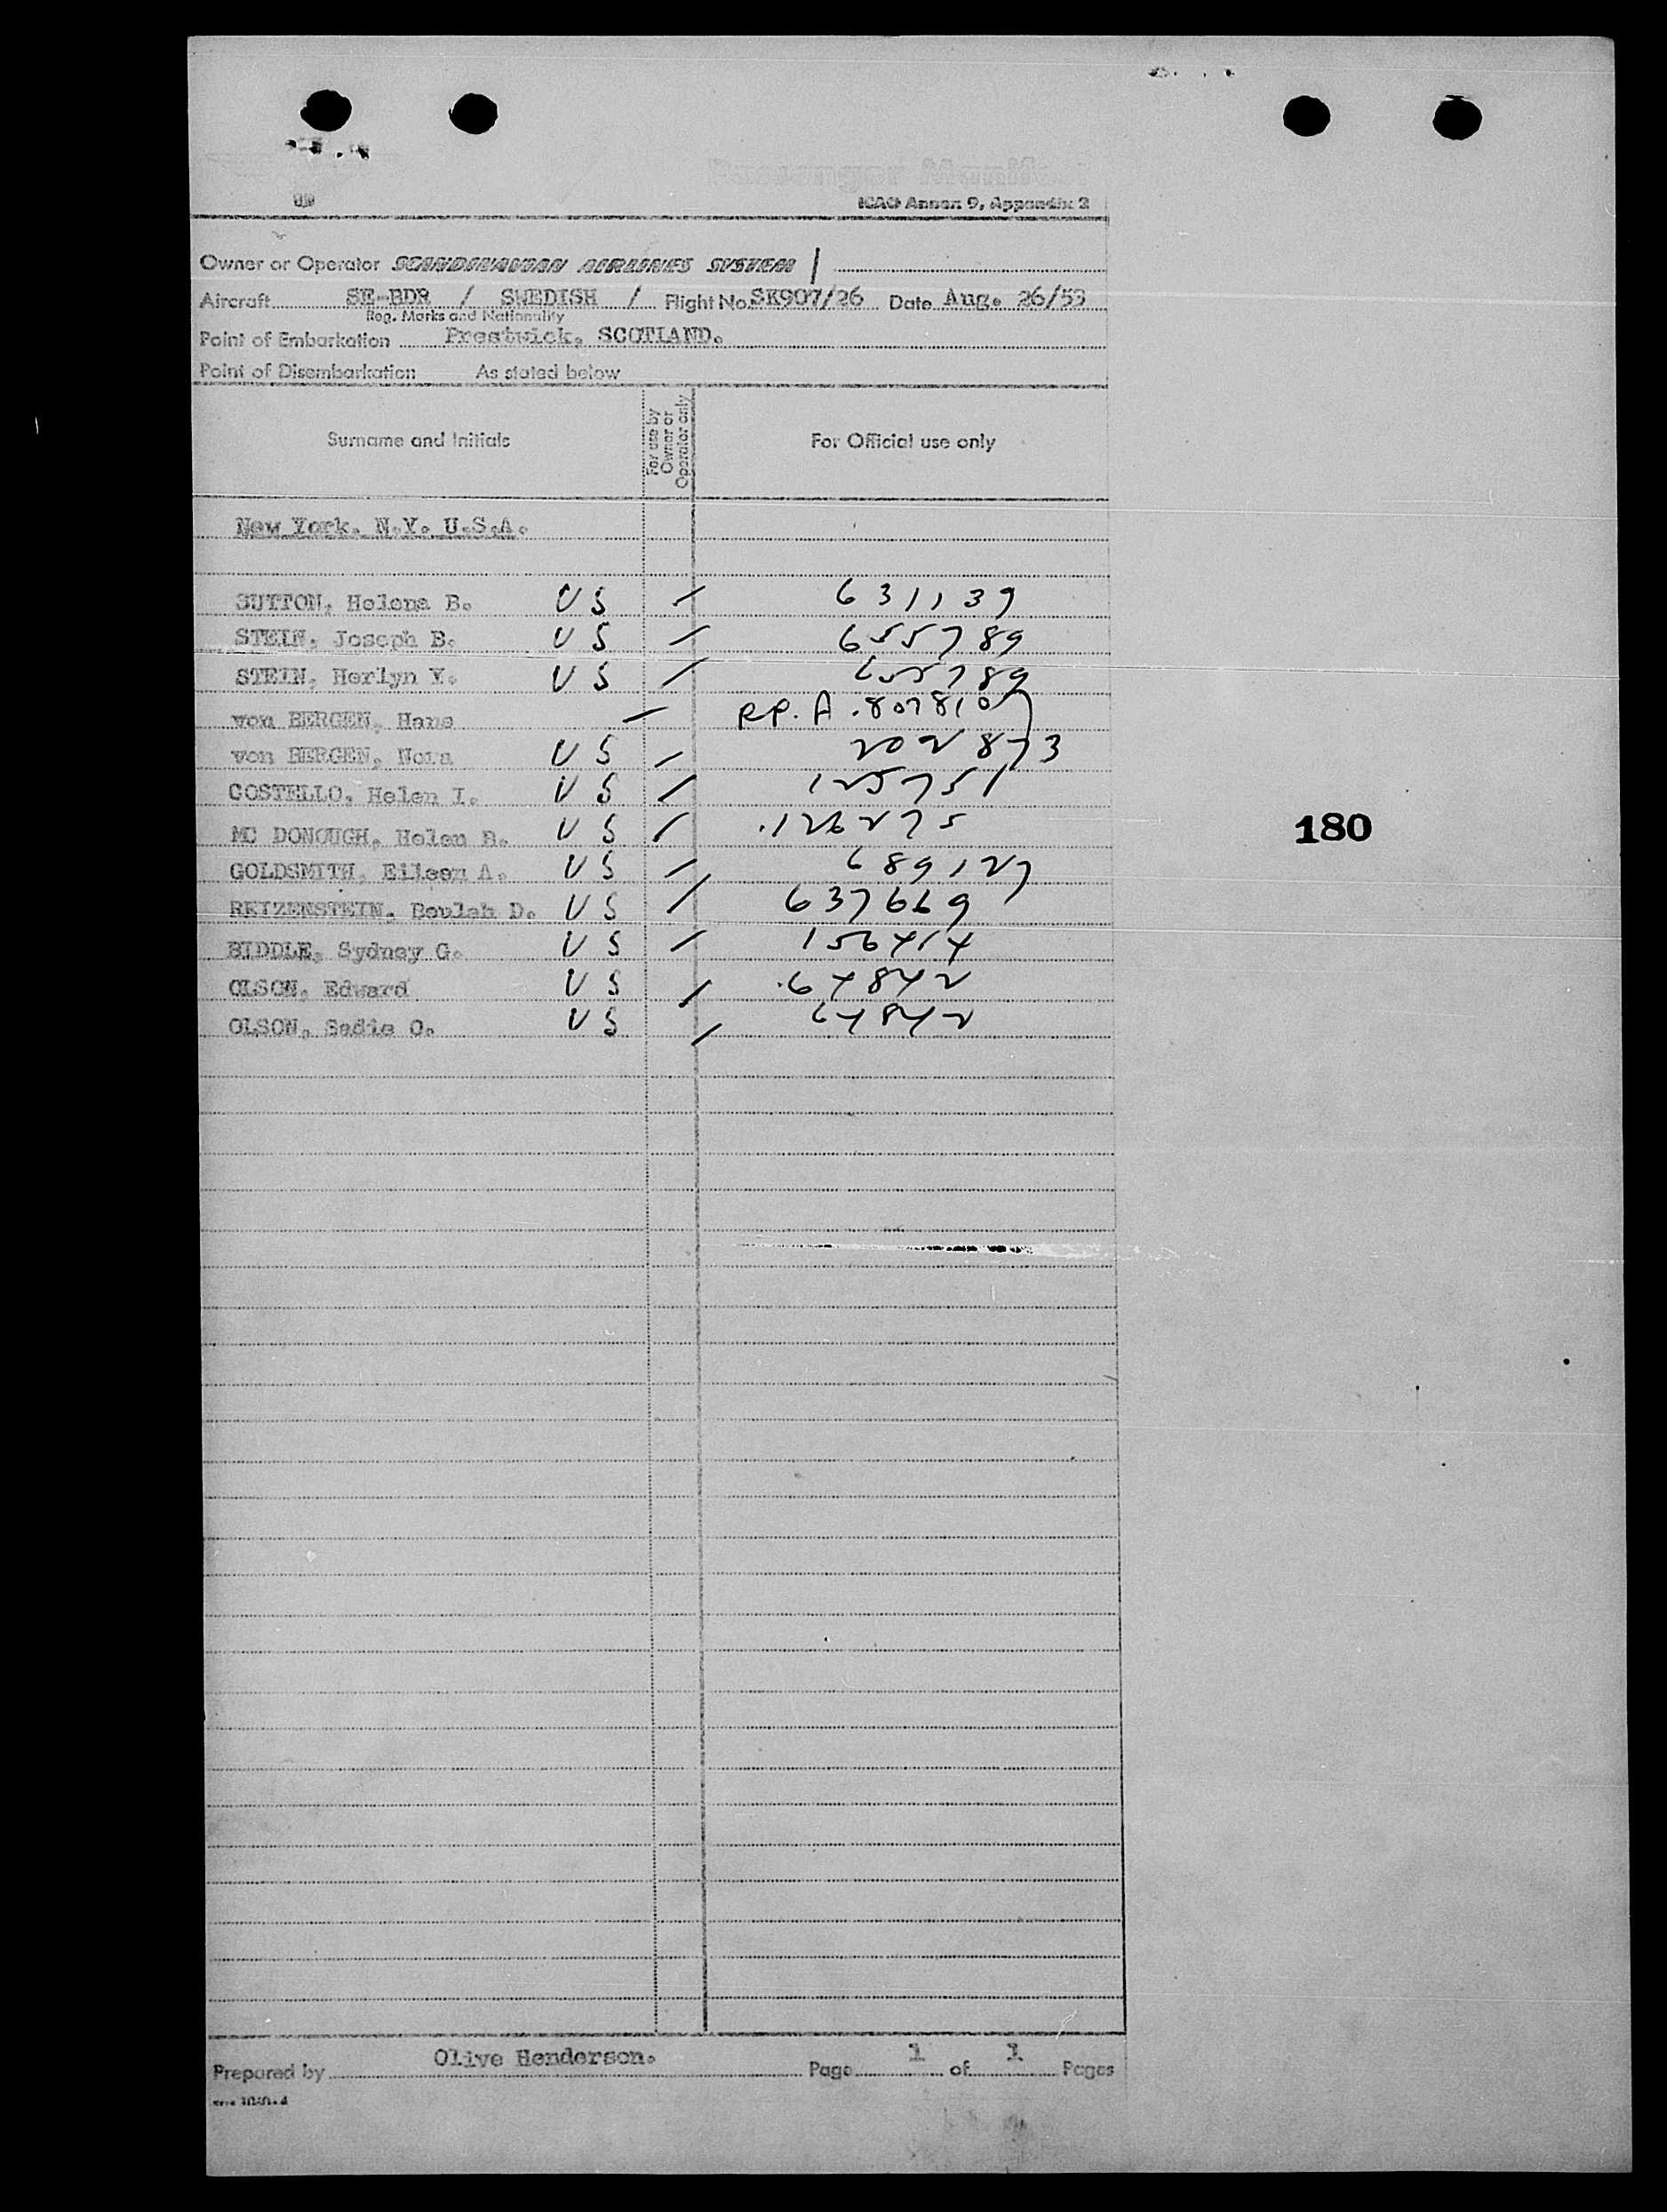 Passenger Manifest
ICAO Annex 9, Appendix 2
Owner or Operator SCANDINAVIAN AIRLINES SYSTEM
Aircraft SE-BDR / SWEDISH / Flight No. SK907/26 Date Aug. 26/53
Reg. Marks and Nationality
Point of Embarkation Prestwick, SCOTLAND.
Point of Disembarkation As stated below
Surname and Initials For use by Owner or Operator only For Official use only
New York. N.Y. U.S.A.
SUTTON, Helena B. US / 631139
STEIN, Joseph B. US / 655789
STEIN, Herlyn Y. US / 655789
von BERGEN, Hans / R.P. A.8078107
von BERGEN, Nora US / 202873
COSTELLO, Helen I. US / 125751
MC DONOUGH, Helen B. US / 126275
180
GOLDSMITH, Eileen A. US / 689127
REIZENSTEIN, Beulah D. US / 637669
BIDDLE, Sydney G. US / 156414
OLSON, Edward US / 64842
OLSON, Sadie O. US / 64842
Prepared by Olive Henderson. Page 1 of 1 Pages